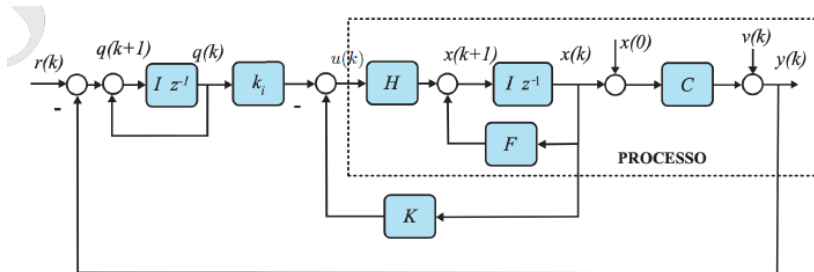 r(k)
q(k+1)
q(k)
u(k)
x(k+1)
x(k)
x(0)
v(k)
y(k)
-
I z⁻¹
kᵢ
-
H
I z⁻¹
C
F
PROCESSO
K